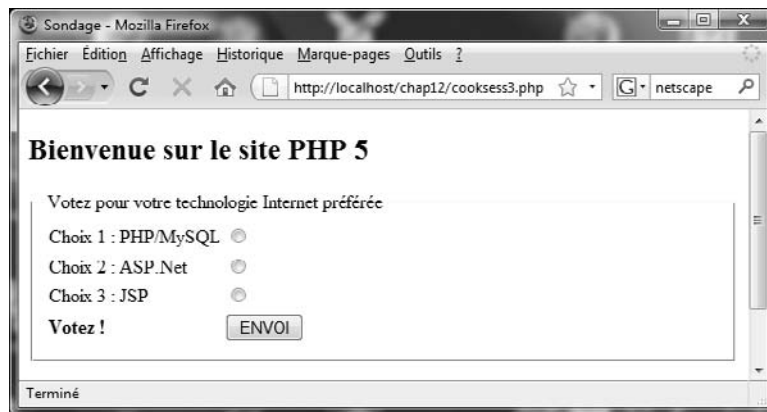 Sondage - Mozilla Firefox
Fichier Édition Affichage Historique Marque-pages Outils ?
http://localhost/chap12/cooksess3.php G netscape
Bienvenue sur le site PHP 5
Votez pour votre technologie Internet préférée
Choix 1 : PHP/MySQL
Choix 2 : ASP.Net
Choix 3 : JSP
Votez ! ENVOI
Terminé